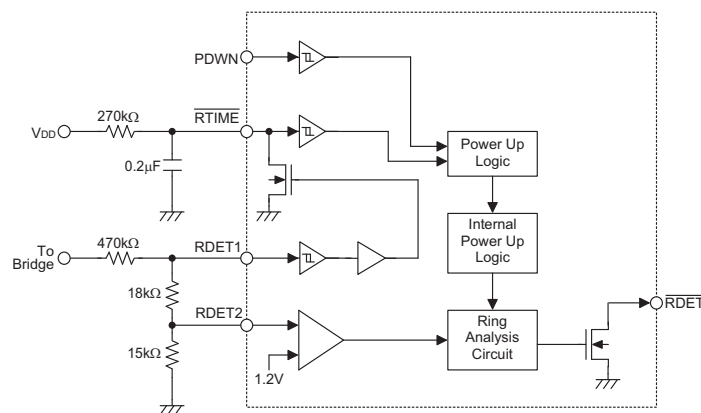 PDWN
270kΩ
RTIME
VDD
0.2μF
Power Up
Logic
To
Bridge
470kΩ
RDET1
Internal
Power Up
Logic
18kΩ
RDET2
15kΩ
1.2V
Ring
Analysis
Circuit
RDET